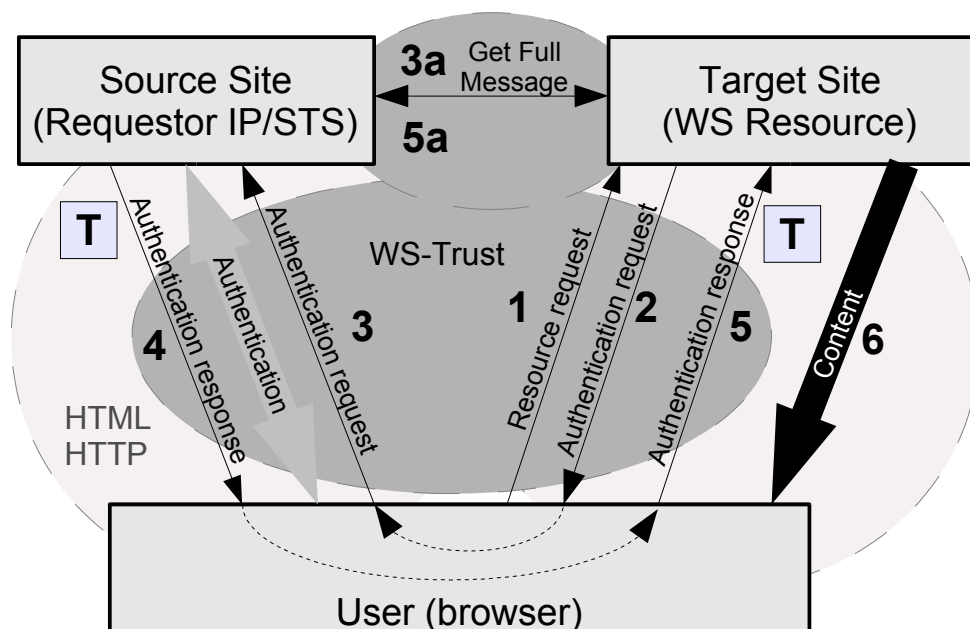 Source Site
(Requestor IP/STS)
3a
Get Full
Message
5a
Target Site
(WS Resource)
T
Authentication response
4
Authentication
Authentication request
3
WS-Trust
1
Resource request
Authentication request
2
Authentication response
5
T
Content
6
HTML
HTTP
User (browser)